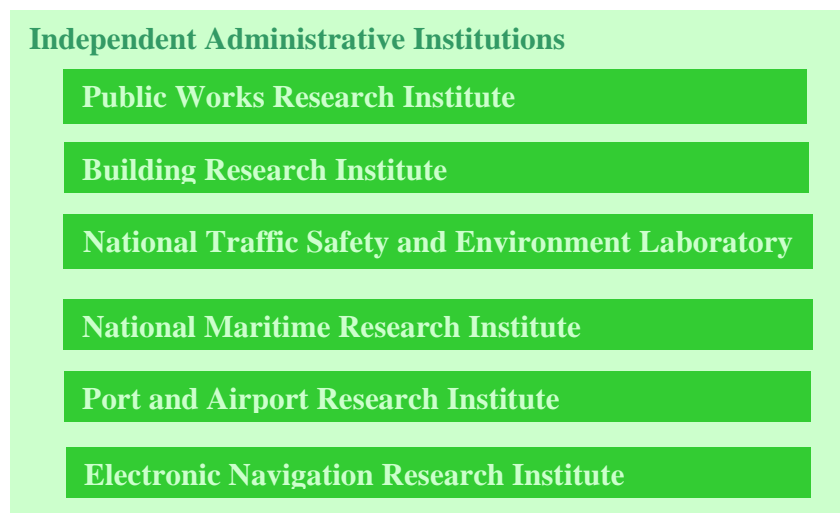 Independent Administrative Institutions
Public Works Research Institute
Building Research Institute
National Traffic Safety and Environment Laboratory
National Maritime Research Institute
Port and Airport Research Institute
Electronic Navigation Research Institute